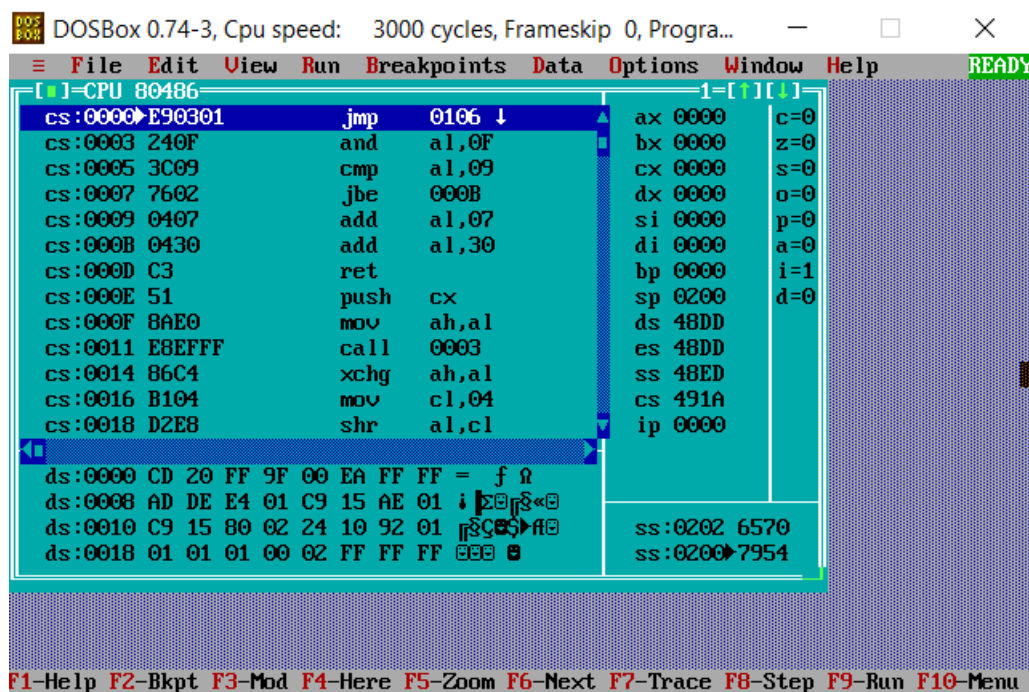 DOSBox 0.74-3, Cpu speed: 3000 cycles, Frameskip 0, Progra...
≡ File Edit View Run Breakpoints Data Options Window Help READY
[■]=CPU 80486 1=[↑][↓]
cs:0000►E90301 jmp 0106 ↓ ax 0000 c=0
cs:0003 240F and al,0F bx 0000 z=0
cs:0005 3C09 cmp al,09 cx 0000 s=0
cs:0007 7602 jbe 000B dx 0000 o=0
cs:0009 0407 add al,07 si 0000 p=0
cs:000B 0430 add al,30 di 0000 a=0
cs:000D C3 ret bp 0000 i=1
cs:000E 51 push cx sp 0200 d=0
cs:000F 8AE0 mov ah,al ds 48DD
cs:0011 E8EFFF call 0003 es 48DD
cs:0014 86C4 xchg ah,al ss 48ED
cs:0016 B104 mov cl,04 cs 491A
cs:0018 D2E8 shr al,cl ip 0000
ds:0000 CD 20 FF 9F 00 EA FF FF = ƒ Ω
ds:0008 AD DE E4 01 C9 15 AE 01 ¡▐Σ☺╔§«☺
ds:0010 C9 15 80 02 24 10 92 01 ╔§Ç☻$►Æ☺ ss:0202 6570
ds:0018 01 01 01 00 02 FF FF FF ☺☺☺ ☻ ss:0200►7954
F1-Help F2-Bkpt F3-Mod F4-Here F5-Zoom F6-Next F7-Trace F8-Step F9-Run F10-Menu